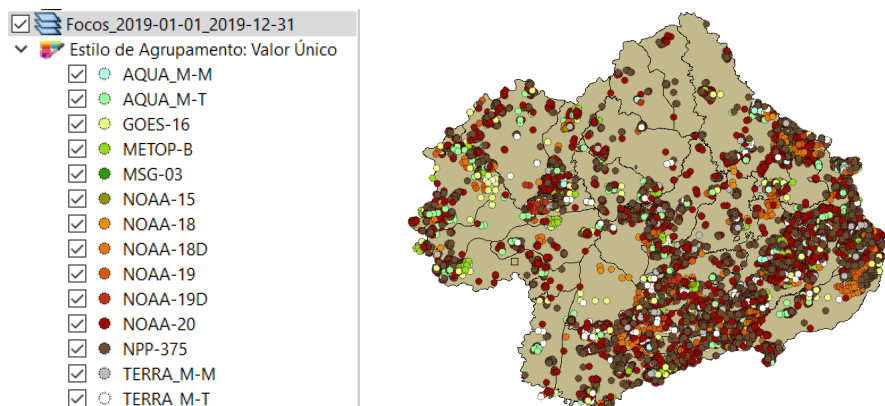 Focos_2019-01-01_2019-12-31
Estilo de Agrupamento: Valor Único
AQUA_M-M
AQUA_M-T
GOES-16
METOP-B
MSG-03
NOAA-15
NOAA-18
NOAA-18D
NOAA-19
NOAA-19D
NOAA-20
NPP-375
TERRA_M-M
TERRA_M-T